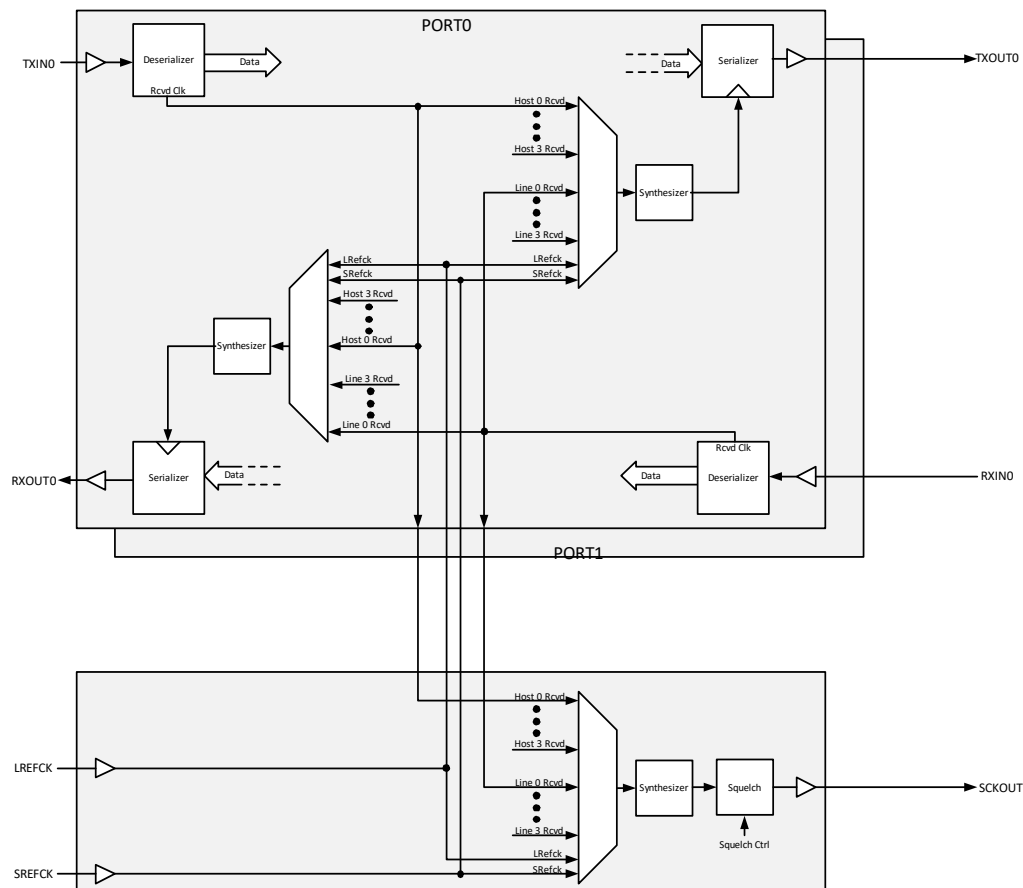 PORT0
TXIN0
Deserializer
Rcvd Clk
Data
Data
Serializer
TXOUT0
Host 0 Rcvd
Host 3 Rcvd
Line 0 Rcvd
Line 3 Rcvd
LRefck
SRefck
Synthesizer
LRefck
SRefck
Host 3 Rcvd
Host 0 Rcvd
Line 3 Rcvd
Line 0 Rcvd
Synthesizer
RXOUT0
Serializer
Data
Data
Rcvd Clk
Deserializer
RXIN0
PORT1
Host 0 Rcvd
Host 3 Rcvd
Line 0 Rcvd
Line 3 Rcvd
LRefck
SRefck
LREFCK
SREFCK
Synthesizer
Squelch
Squelch Ctrl
SCKOUT